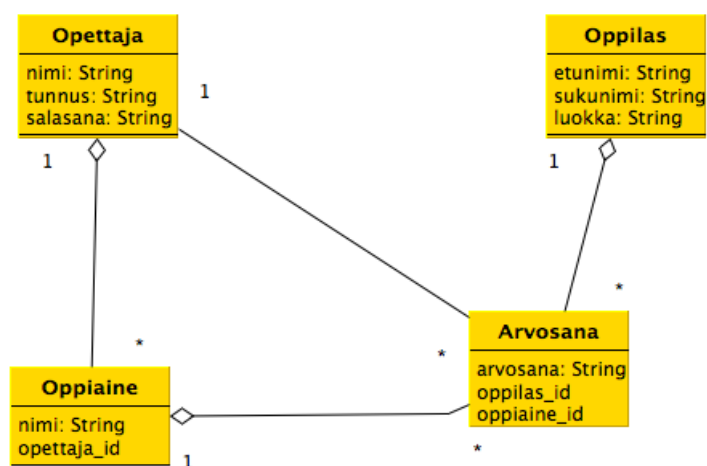 Opettaja
nimi: String
tunnus: String
salasana: String
1
1
Oppilas
etunimi: String
sukunimi: String
luokka: String
1
*
*
Oppiaine
nimi: String
opettaja_id
1
*
Arvosana
arvosana: String
oppilas_id
oppiaine_id
*